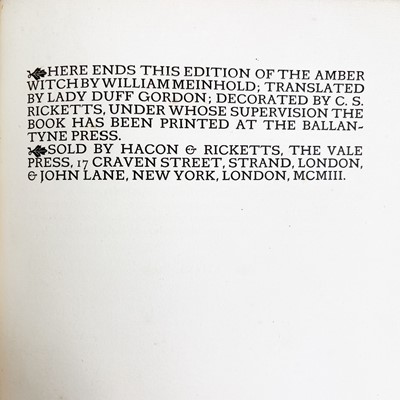 HERE ENDS THIS EDITION OF THE AMBER
WITCH BY WILLIAM MEINHOLD; TRANSLATED
BY LADY DUFF GORDON; DECORATED BY C. S.
RICKETTS, UNDER WHOSE SUPERVISION THE
BOOK HAS BEEN PRINTED AT THE BALLAN-
TYNE PRESS.
SOLD BY HACON & RICKETTS, THE VALE
PRESS, 17 CRAVEN STREET, STRAND, LONDON,
& JOHN LANE, NEW YORK, LONDON, MCMIII.